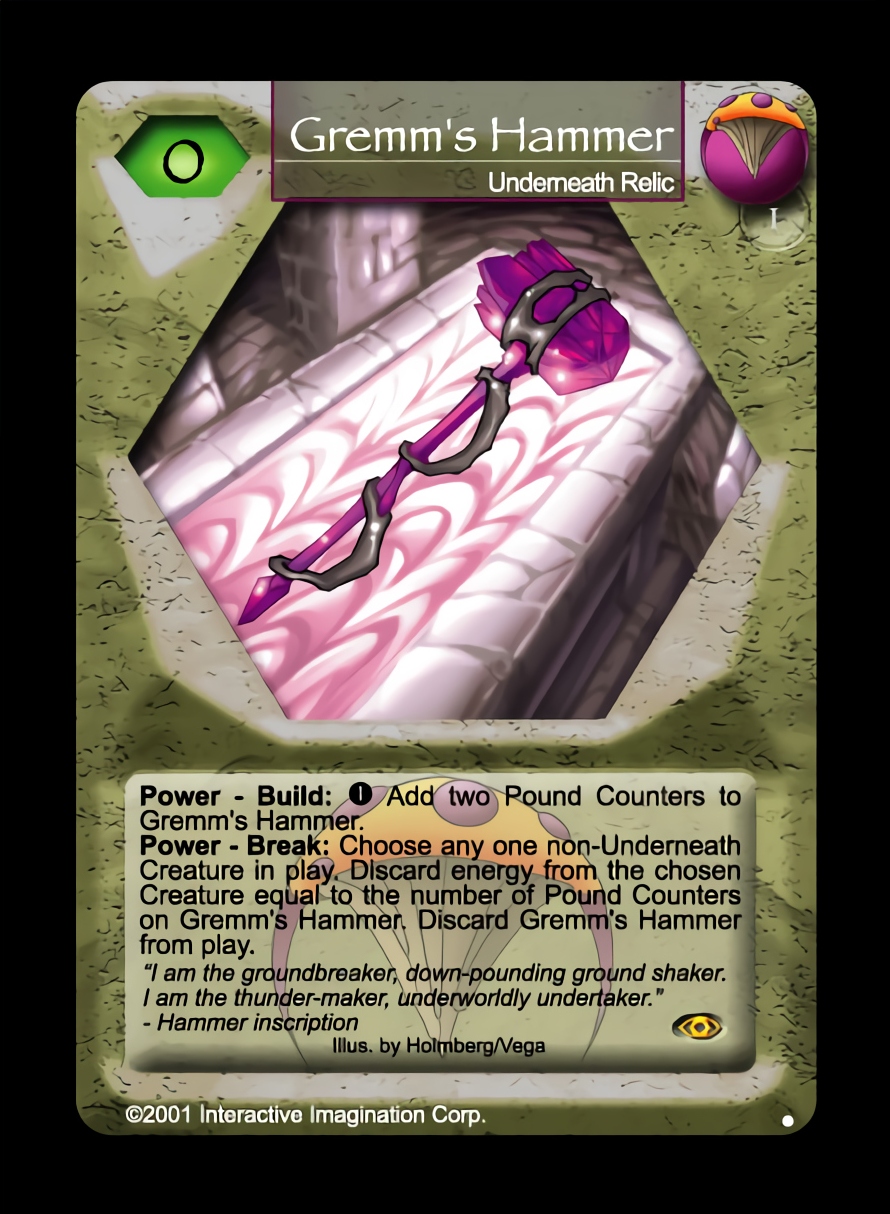 0
Gremm's Hammer
Underneath Relic
I
Power - Build: 1 Add two Pound Counters to
Gremm's Hammer.
Power - Break: Choose any one non-Underneath
Creature in play. Discard energy from the chosen
Creature equal to the number of Pound Counters
on Gremm's Hammer. Discard Gremm's Hammer
from play.
“I am the groundbreaker, down-pounding ground shaker.
I am the thunder-maker, underworldly undertaker.”
- Hammer inscription
Illus. by Holmberg/Vega
©2001 Interactive Imagination Corp.